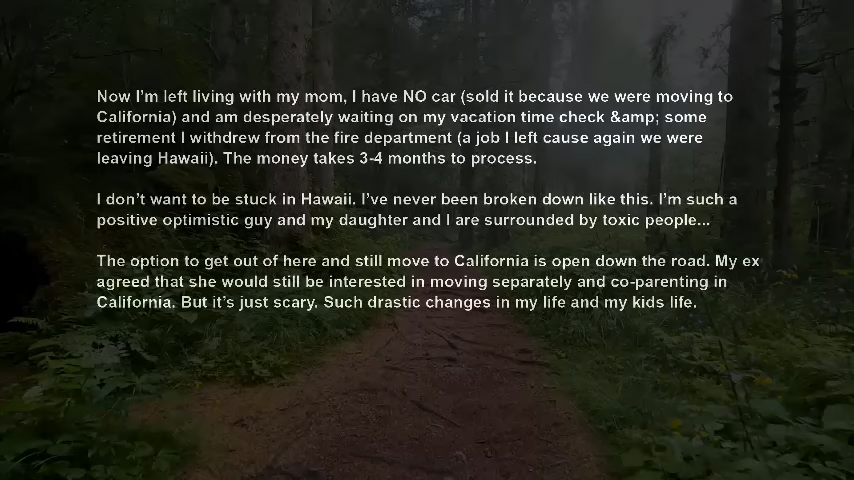 Now I'm left living with my mom, I have NO car (sold it because we were moving to
California) and am desperately waiting on my vacation time check &amp; some
retirement I withdrew from the fire department (a job I left cause again we were
leaving Hawaii). The money takes 3-4 months to process.
I don't want to be stuck in Hawaii. I've never been broken down like this. I'm such a
positive optimistic guy and my daughter and I are surrounded by toxic people...
The option to get out of here and still move to California is open down the road. My ex
agreed that she would still be interested in moving separately and co-parenting in
California. But it's just scary. Such drastic changes in my life and my kids life.